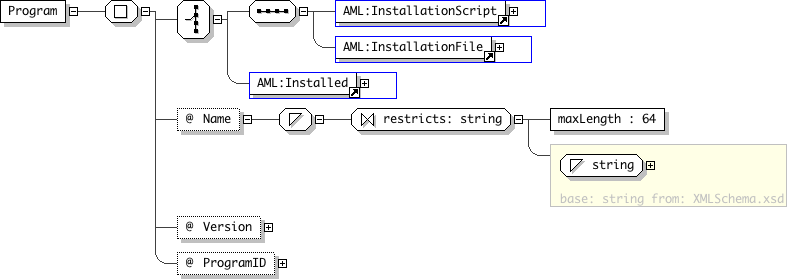 Program
AML:InstallationScript
AML:InstallationFile
AML:Installed
@ Name
restricts: string
maxLength : 64
string
base: string from: XMLSchema.xsd
@ Version
@ ProgramID